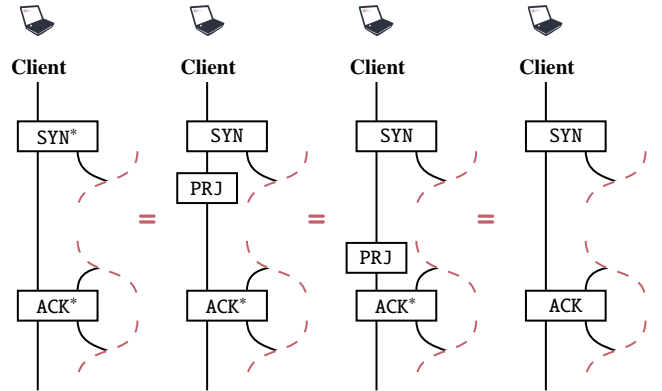 Client Client Client Client
SYN* SYN SYN SYN
= PRJ = =
PRJ
ACK* ACK* ACK* ACK